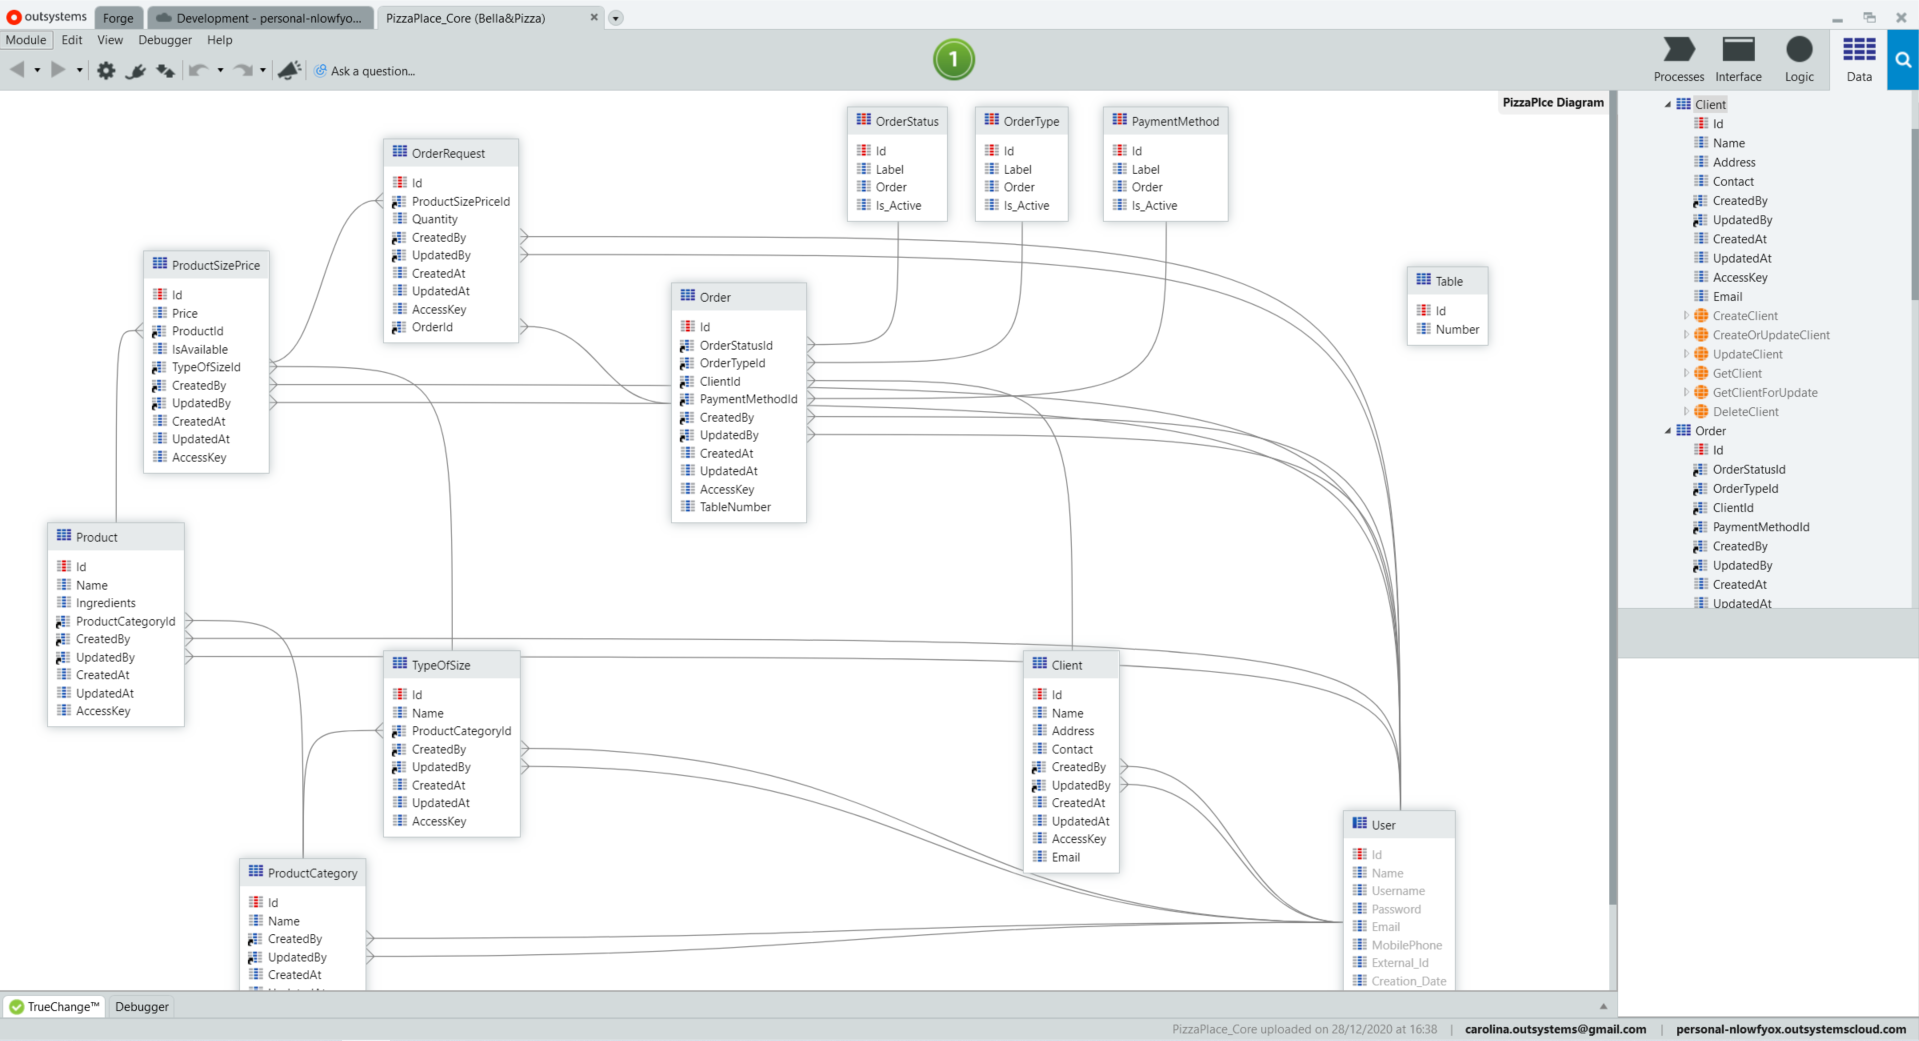 outsystems
Forge
Development - personal-nlowfyo...
PizzaPlace_Core (Bella&Pizza)
Module Edit View Debugger Help
Ask a question...
1
Processes Interface Logic Data
PizzaPlce Diagram
OrderRequest
Id
ProductSizePriceId
Quantity
CreatedBy
UpdatedBy
CreatedAt
UpdatedAt
AccessKey
OrderId
OrderStatus
Id
Label
Order
Is_Active
OrderType
Id
Label
Order
Is_Active
PaymentMethod
Id
Label
Order
Is_Active
ProductSizePrice
Id
Price
ProductId
IsAvailable
TypeOfSizeId
CreatedBy
UpdatedBy
CreatedAt
UpdatedAt
AccessKey
Order
Id
OrderStatusId
OrderTypeId
ClientId
PaymentMethodId
CreatedBy
UpdatedBy
CreatedAt
UpdatedAt
AccessKey
TableNumber
Table
Id
Number
Product
Id
Name
Ingredients
ProductCategoryId
CreatedBy
UpdatedBy
CreatedAt
UpdatedAt
AccessKey
TypeOfSize
Id
Name
ProductCategoryId
CreatedBy
UpdatedBy
CreatedAt
UpdatedAt
AccessKey
Client
Id
Name
Address
Contact
CreatedBy
UpdatedBy
CreatedAt
UpdatedAt
AccessKey
Email
ProductCategory
Id
Name
CreatedBy
UpdatedBy
CreatedAt
User
Id
Name
Username
Password
Email
MobilePhone
External_Id
Creation_Date
Client
Id
Name
Address
Contact
CreatedBy
UpdatedBy
CreatedAt
UpdatedAt
AccessKey
Email
CreateClient
CreateOrUpdateClient
UpdateClient
GetClient
GetClientForUpdate
DeleteClient
Order
Id
OrderStatusId
OrderTypeId
ClientId
PaymentMethodId
CreatedBy
UpdatedBy
CreatedAt
UpdatedAt
TrueChange™ Debugger
PizzaPlace_Core uploaded on 28/12/2020 at 16:38 | carolina.outsystems@gmail.com | personal-nlowfyox.outsystemscloud.com